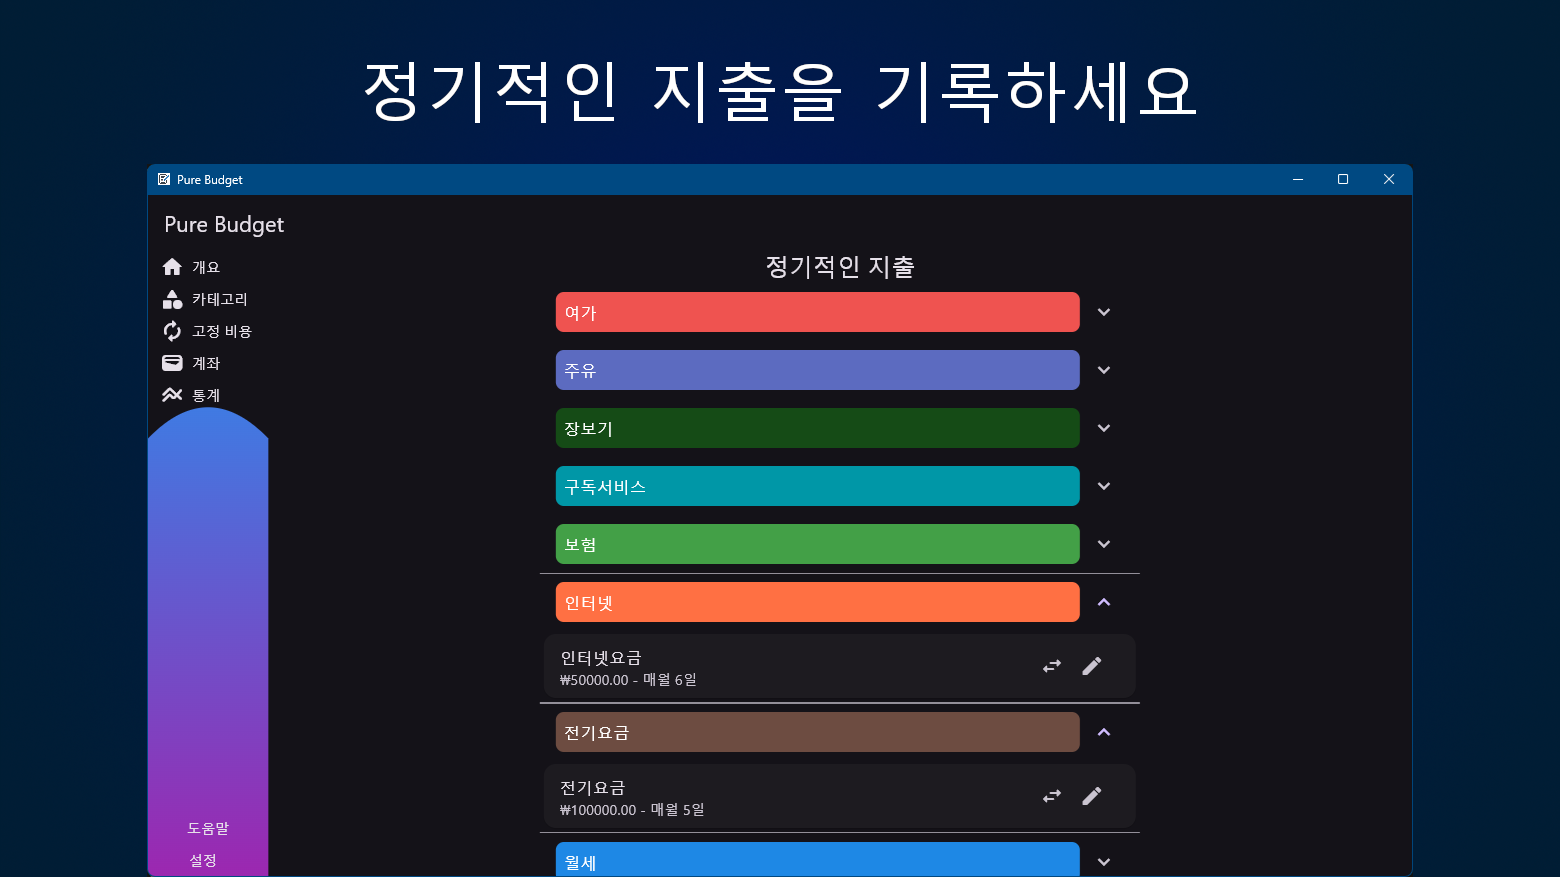 정기적인 지출을 기록하세요
Pure Budget
Pure Budget
개요
카테고리
고정 비용
계좌
통계
도움말
설정
정기적인 지출
여가
주유
장보기
구독서비스
보험
인터넷
인터넷요금
₩50000.00 - 매월 6일
전기요금
전기요금
₩100000.00 - 매월 5일
월세